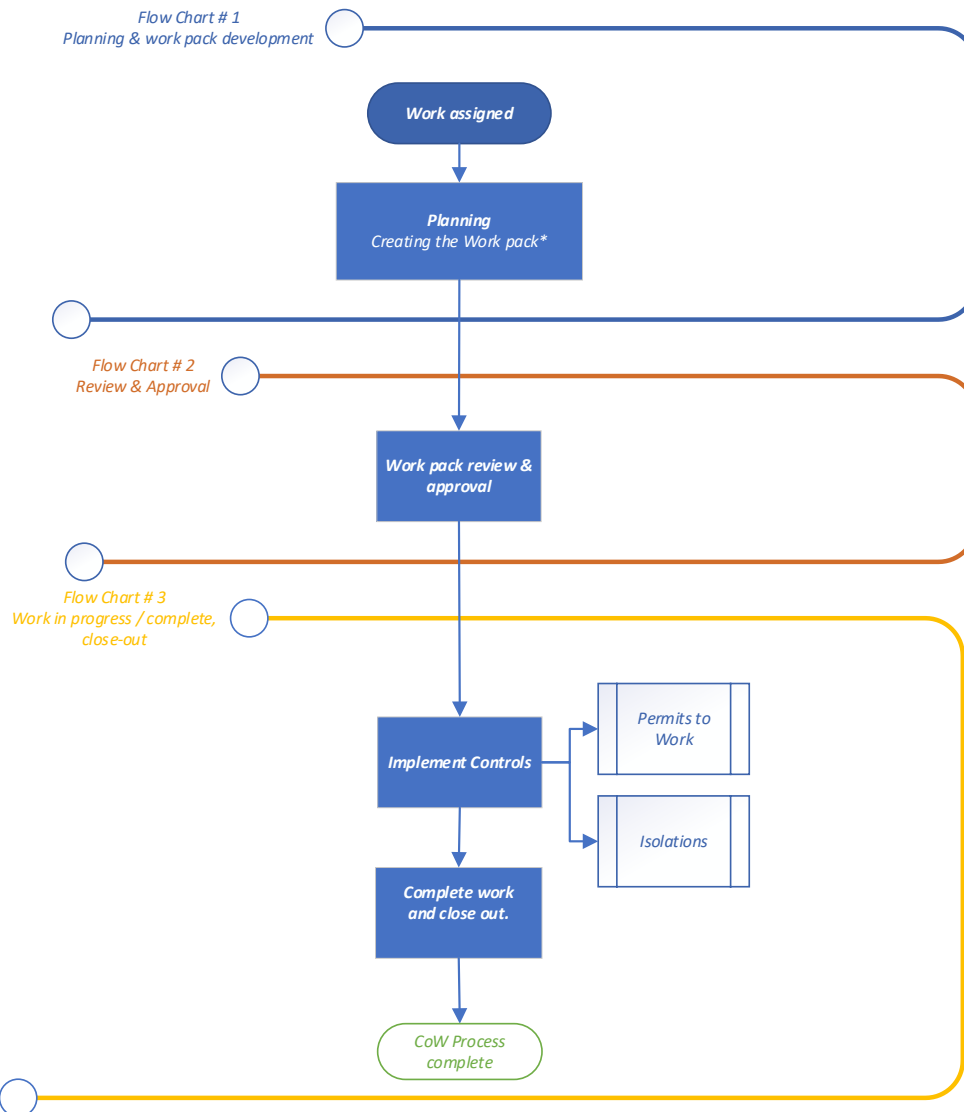 Flow Chart # 1
Planning & work pack development
Work assigned
Planning
Creating the Work pack*
Flow Chart # 2
Review & Approval
Work pack review &
approval
Flow Chart # 3
Work in progress / complete,
close-out
Implement Controls
Permits to
Work
Isolations
Complete work
and close out.
CoW Process
complete